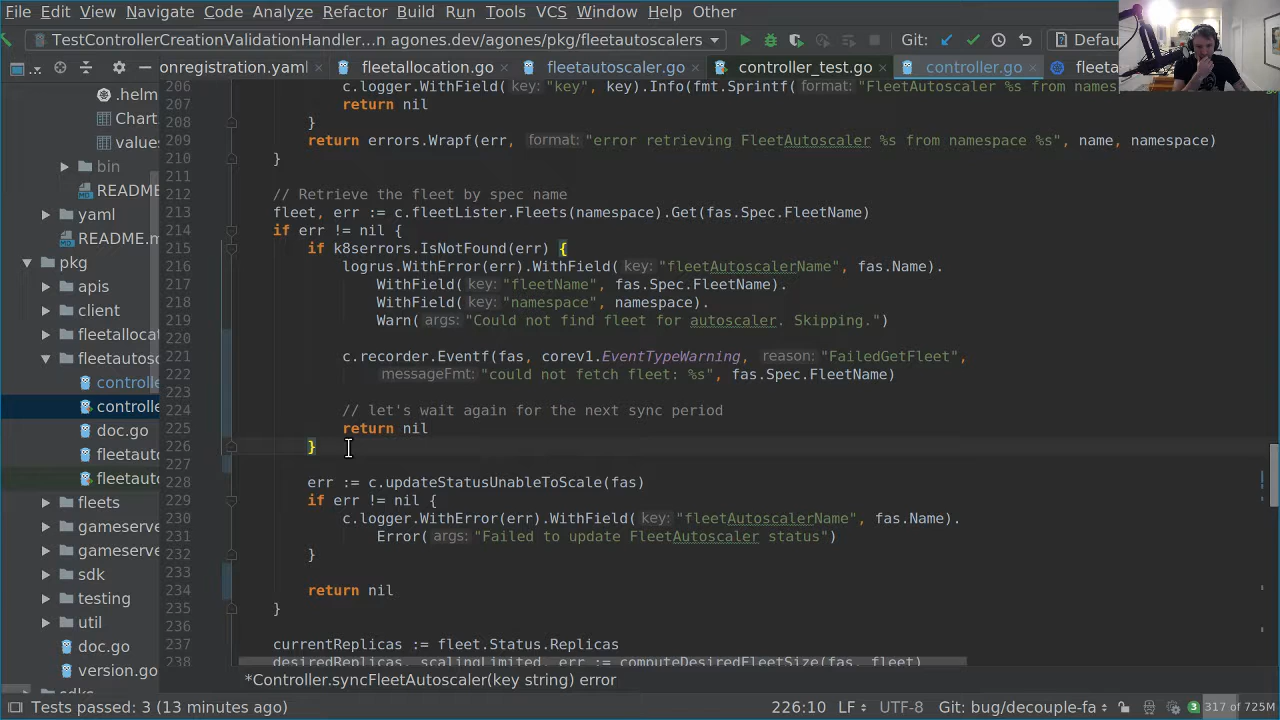 File Edit View Navigate Code Analyze Refactor Build Run Tools VCS Window Help Other
TestControllerCreationValidationHandler...n agones.dev/agones/pkg/fleetautoscalers Git: Defau
onregistration.yaml fleetallocation.go fleetautoscaler.go controller_test.go controller.go fleeta
.helm
Chart
values
bin
README
yaml
README.m
pkg
apis
client
fleetalloca
fleetautosc
controlle
controlle
doc.go
fleetauto
fleetauto
fleets
gameserve
gameserve
sdk
testing
util
doc.go
version.go
206 c.logger.WithField( key: "key", key).Info(fmt.Sprintf( format: "FleetAutoscaler %s from names
207 return nil
208 }
209 return errors.Wrapf(err, format: "error retrieving FleetAutoscaler %s from namespace %s", name, namespace)
210 }
211
212 // Retrieve the fleet by spec name
213 fleet, err := c.fleetLister.Fleets(namespace).Get(fas.Spec.FleetName)
214 if err != nil {
215 if k8serrors.IsNotFound(err) {
216 logrus.WithError(err).WithField( key: "fleetAutoscalerName", fas.Name).
217 WithField( key: "fleetName", fas.Spec.FleetName).
218 WithField( key: "namespace", namespace).
219 Warn( args: "Could not find fleet for autoscaler. Skipping.")
220
221 c.recorder.Eventf(fas, corev1.EventTypeWarning, reason: "FailedGetFleet",
222 messageFmt: "could not fetch fleet: %s", fas.Spec.FleetName)
223
224 // let's wait again for the next sync period
225 return nil
226 }
227
228 err := c.updateStatusUnableToScale(fas)
229 if err != nil {
230 c.logger.WithError(err).WithField( key: "fleetAutoscalerName", fas.Name).
231 Error( args: "Failed to update FleetAutoscaler status")
232 }
233
234 return nil
235 }
236
237 currentReplicas := fleet.Status.Replicas
238 desiredReplicas, scalingLimited, err := computeDesiredFleetSize(fas, fleet)
*Controller.syncFleetAutoscaler(key string) error
Tests passed: 3 (13 minutes ago) 226:10 LF UTF-8 Git: bug/decouple-fa 3 317 of 725M